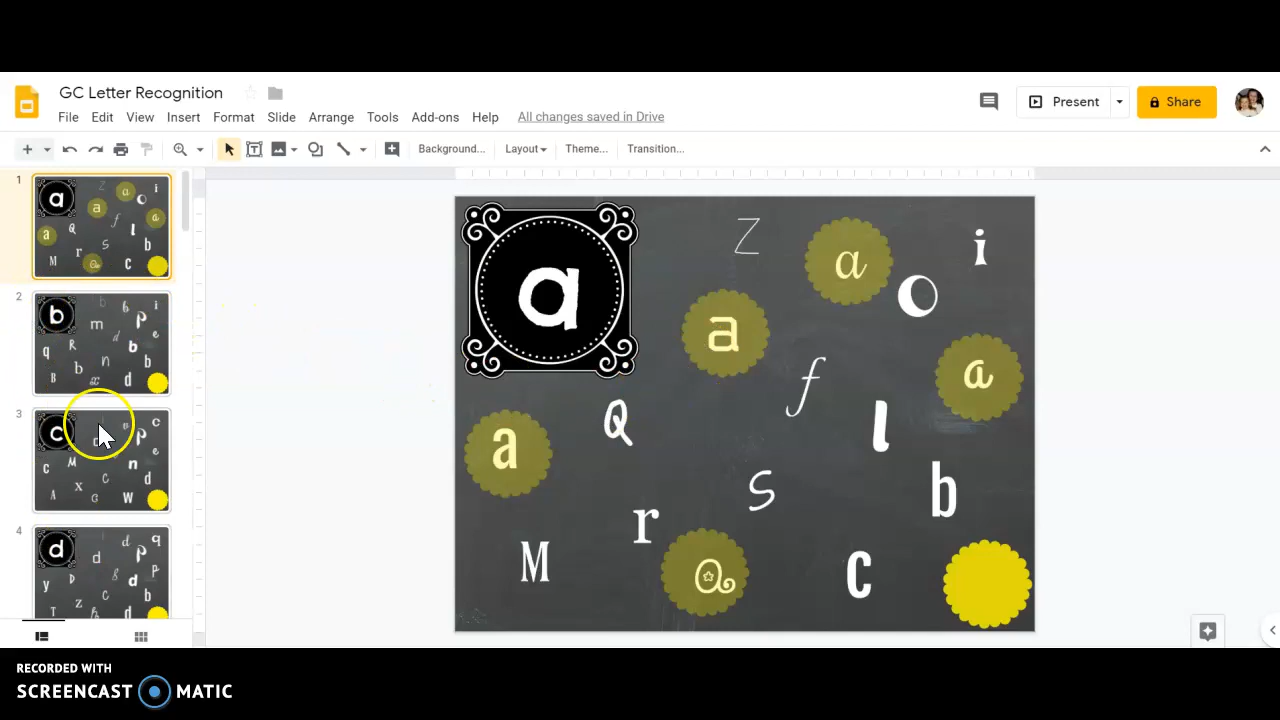 GC Letter Recognition
File Edit View Insert Format Slide Arrange Tools Add-ons Help All changes saved in Drive
Present
Share
Background... Layout Theme... Transition...
1
a z a i
a a o
f a
a Q s l b
M r a c
2
b b b i
m p
q R d b e
b n b
B x d
3
c p c
c M n e
x c d
A G w
4
d d q
d p
y D g d P
z c b
T h d
a
z
a
i
a
o
f
a
a
Q
l
s
b
r
M
a
c
RECORDED WITH
SCREENCAST MATIC